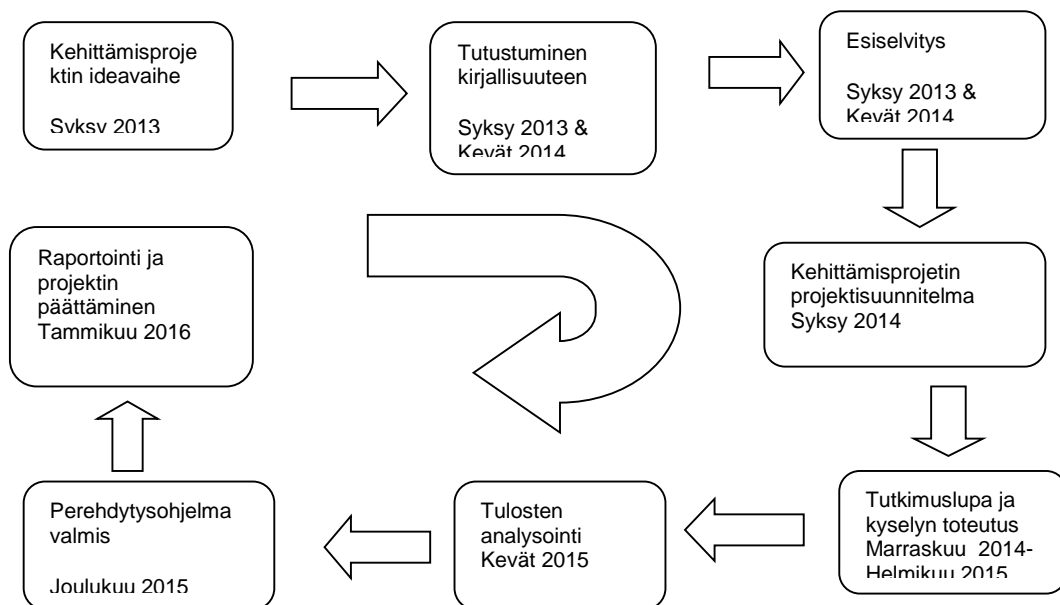 Kehittämisproje
ktin ideavaihe
Syksy 2013
Tutustuminen
kirjallisuuteen
Syksy 2013 &
Kevät 2014
Esiselvitys
Syksy 2013 &
Kevät 2014
Kehittämisprojetin
projektisuunnitelma
Syksy 2014
Tutkimuslupa ja
kyselyn toteutus
Marraskuu 2014-
Helmikuu 2015
Tulosten
analysointi
Kevät 2015
Perehdytysohjelma
valmis
Joulukuu 2015
Raportointi ja
projektin
päättäminen
Tammikuu 2016